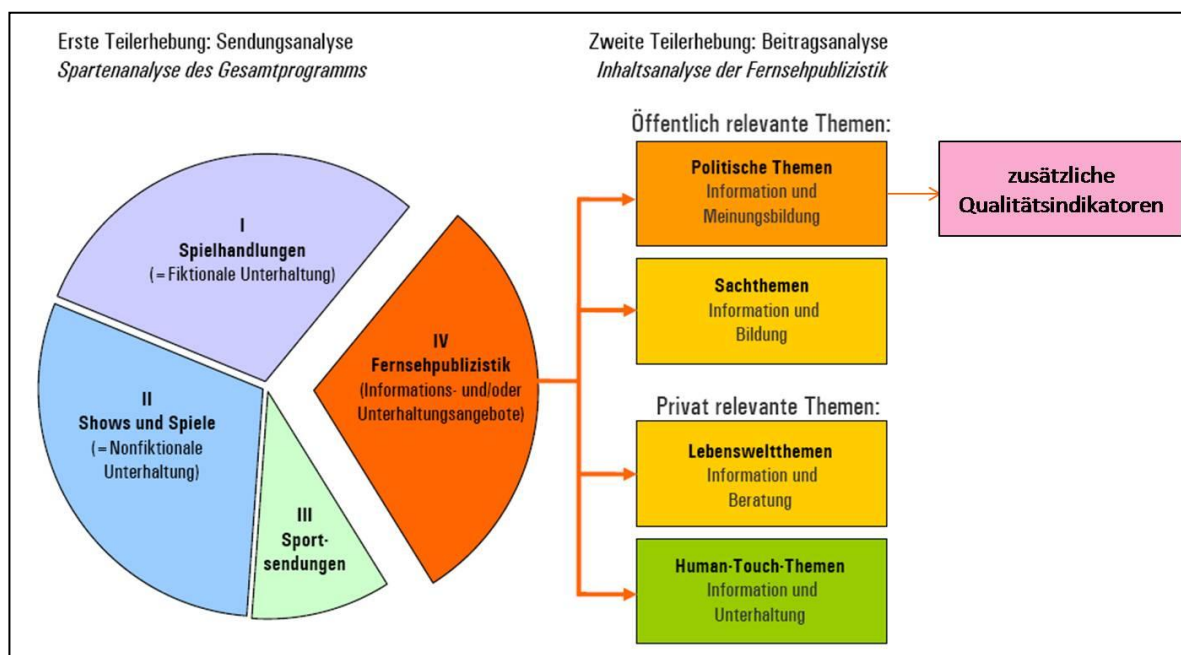 Erste Teilerhebung: Sendungsanalyse
Spartenanalyse des Gesamtprogramms
Zweite Teilerhebung: Beitragsanalyse
Inhaltsanalyse der Fernsehpublizistik
I
Spielhandlungen
(= Fiktionale Unterhaltung)
II
Shows und Spiele
(= Nonfiktionale
Unterhaltung)
III
Sport-
sendungen
IV
Fernsehpublizistik
(Informations- und/oder
Unterhaltungsangebote)
Öffentlich relevante Themen:
Politische Themen
Information und
Meinungsbildung
zusätzliche
Qualitätsindikatoren
Sachthemen
Information und
Bildung
Privat relevante Themen:
Lebensweltthemen
Information und
Beratung
Human-Touch-Themen
Information und
Unterhaltung